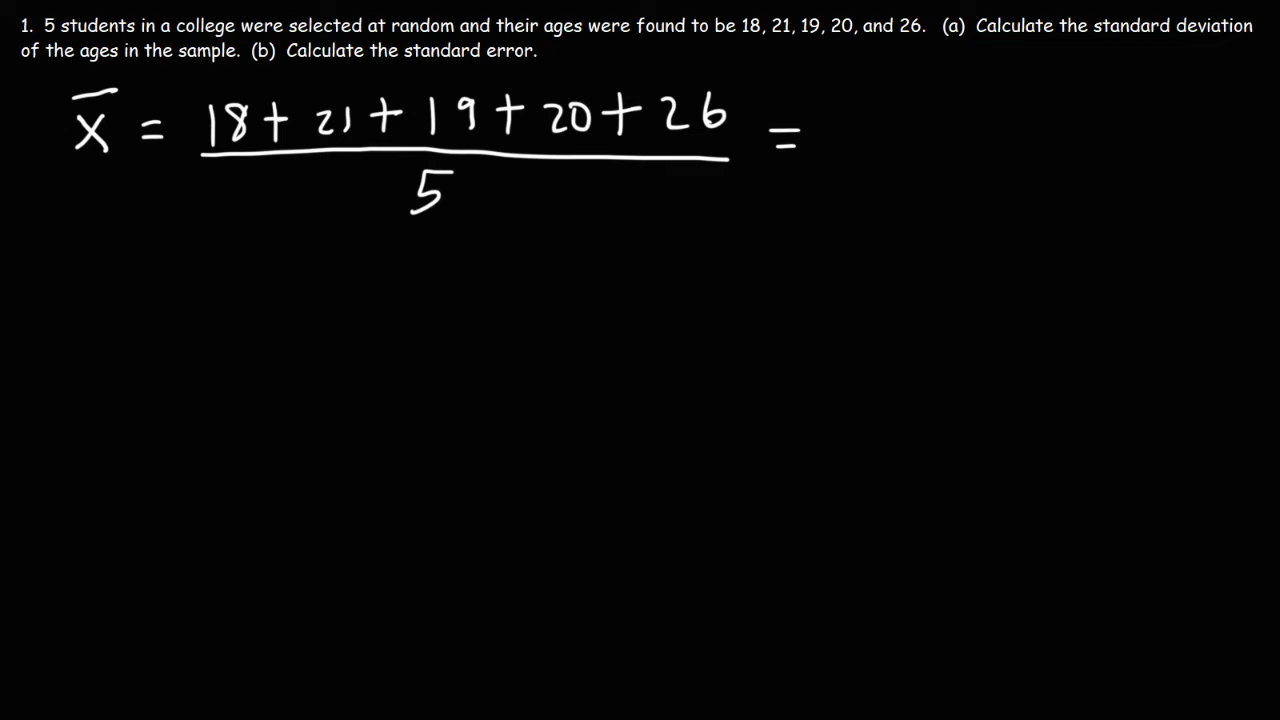 1. 5 students in a college were selected at random and their ages were found to be 18, 21, 19, 20, and 26. (a) Calculate the standard deviation
of the ages in the sample. (b) Calculate the standard error.
x̄ = 18 + 21 + 19 + 20 + 26 =
5